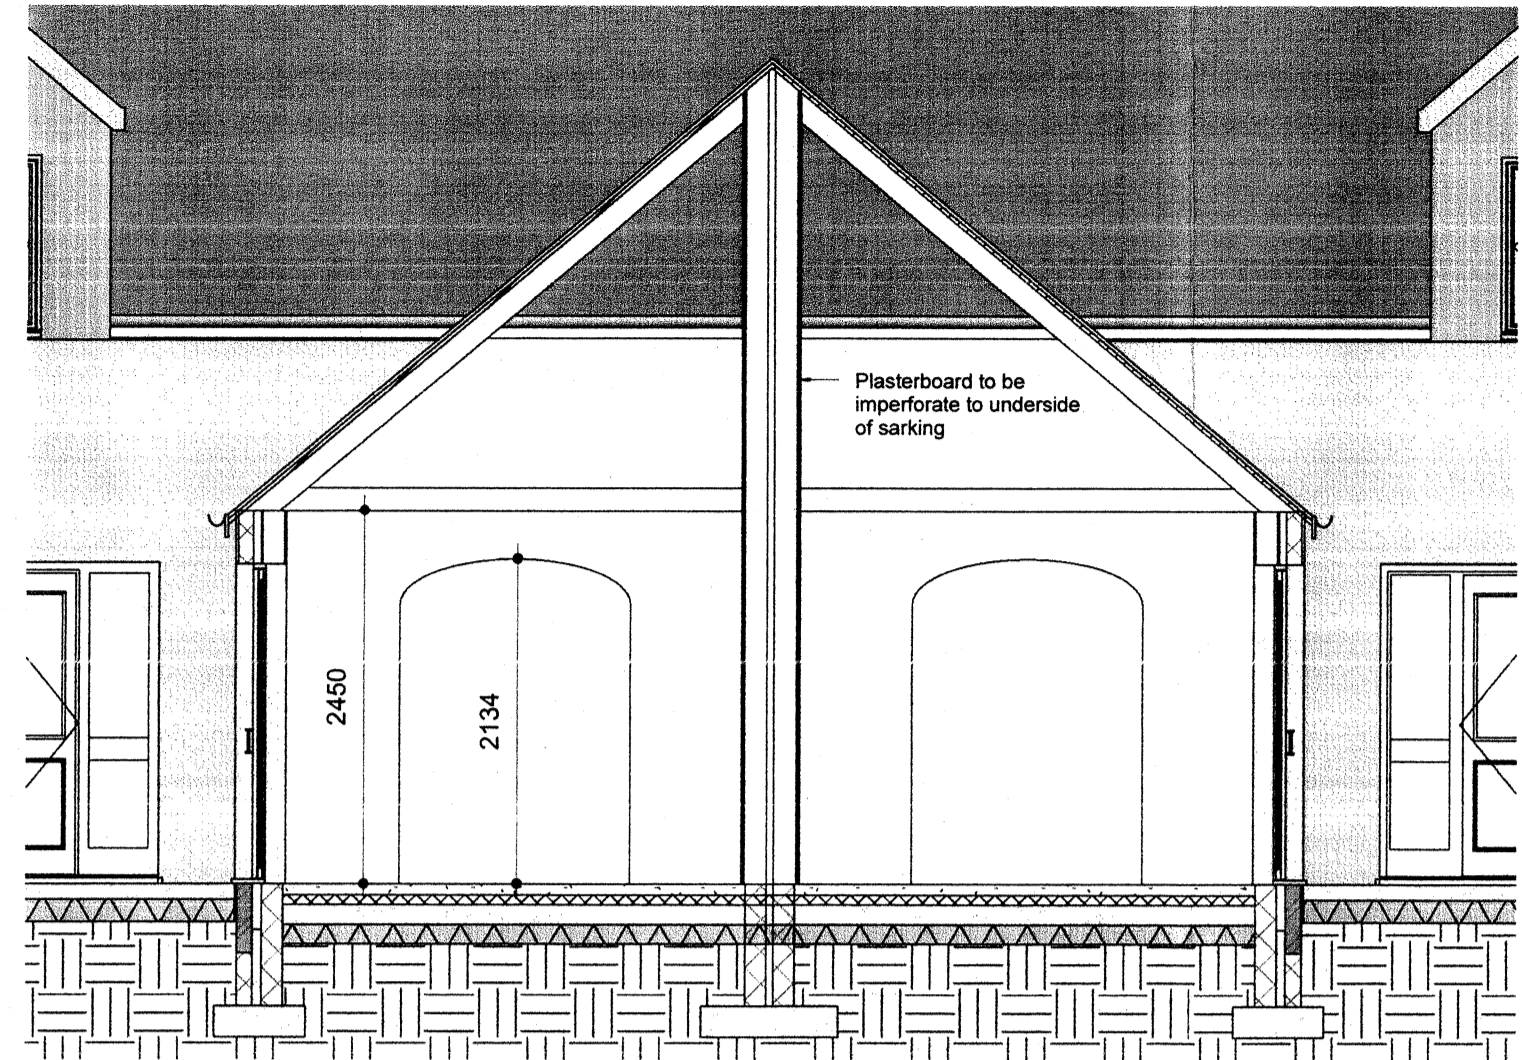 Plasterboard to be
imperforate to underside
of sarking
2450
2134